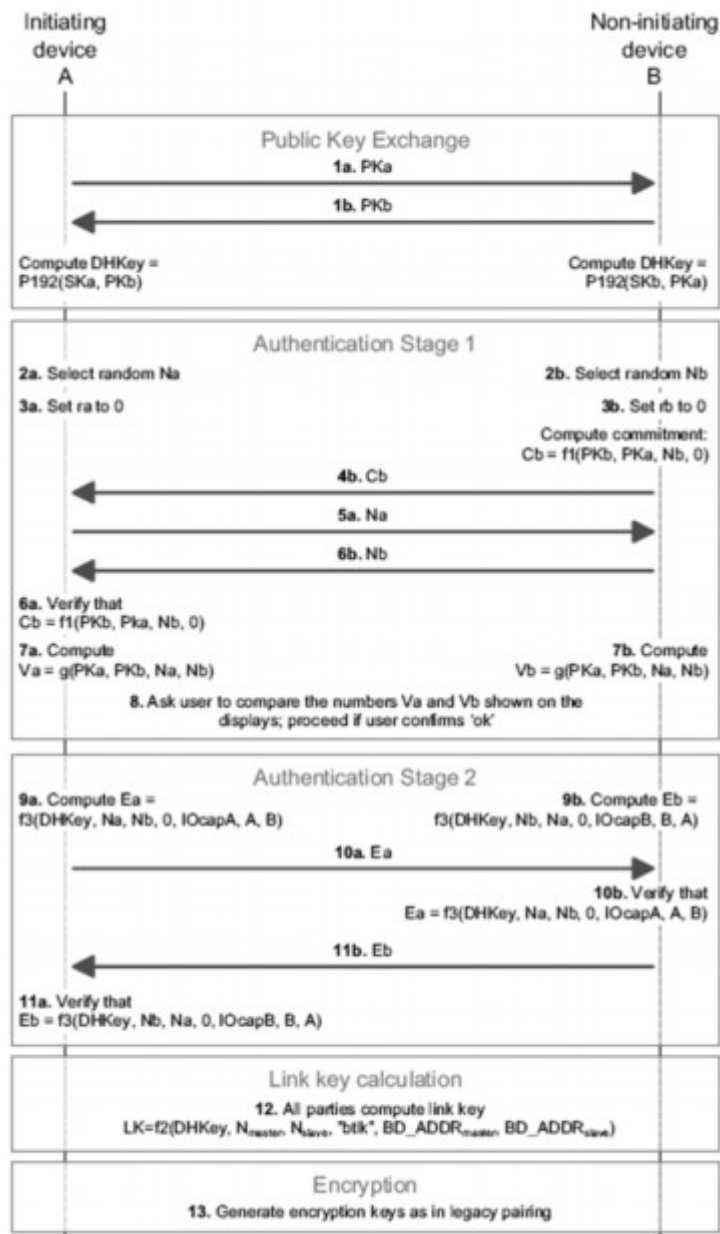 Initiating
device
A
Non-initiating
device
B
Public Key Exchange
1a. PKa
1b. PKb
Compute DHKey =
P192(SKa, PKb)
Compute DHKey =
P192(SKb, PKa)
Authentication Stage 1
2a. Select random Na
2b. Select random Nb
3a. Set ra to 0
3b. Set rb to 0
Compute commitment:
Cb = f1(PKb, PKa, Nb, 0)
4b. Cb
5a. Na
6b. Nb
6a. Verify that
Cb = f1(PKb, Pka, Nb, 0)
7a. Compute
Va = g(PKa, PKb, Na, Nb)
7b. Compute
Vb = g(PKa, PKb, Na, Nb)
8. Ask user to compare the numbers Va and Vb shown on the
displays; proceed if user confirms 'ok'
Authentication Stage 2
9a. Compute Ea =
f3(DHKey, Na, Nb, 0, IOcapA, A, B)
9b. Compute Eb =
f3(DHKey, Nb, Na, 0, IOcapB, B, A)
10a. Ea
10b. Verify that
Ea = f3(DHKey, Na, Nb, 0, IOcapA, A, B)
11b. Eb
11a. Verify that
Eb = f3(DHKey, Nb, Na, 0, IOcapB, B, A)
Link key calculation
12. All parties compute link key
LK=f2(DHKey, Nmaster, Nslave, "btlk", BD_ADDRmaster, BD_ADDRslave)
Encryption
13. Generate encryption keys as in legacy pairing